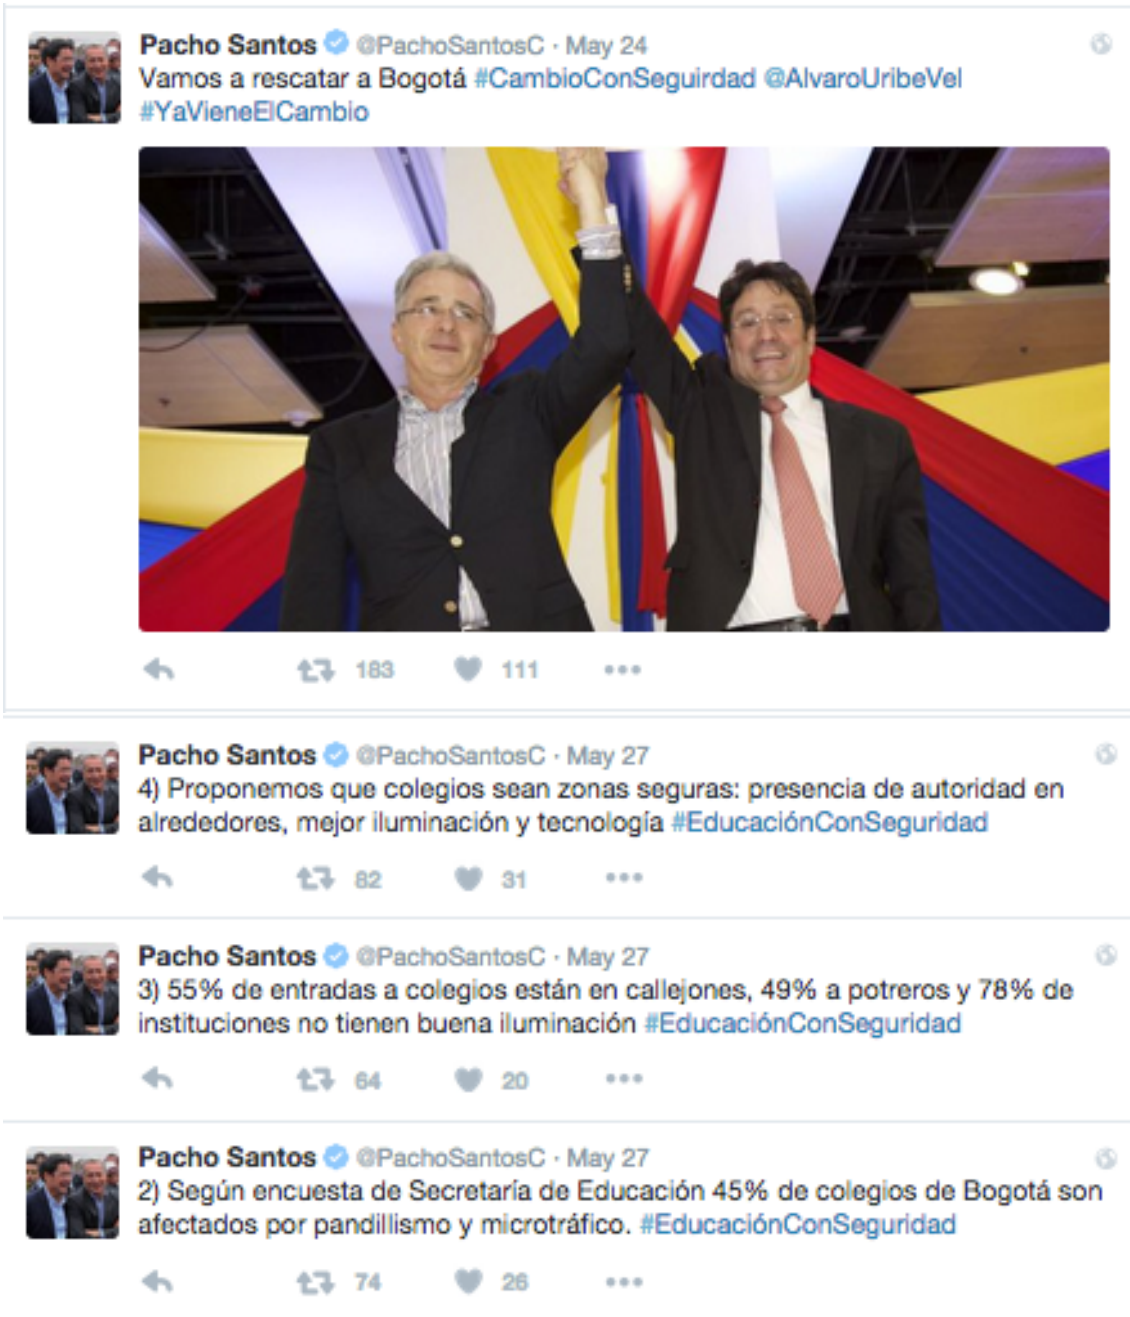 Pacho Santos @PachoSantosC · May 24
Vamos a rescatar a Bogotá #CambioConSeguirdad @AlvaroUribeVel
#YaVieneElCambio
183 111
Pacho Santos @PachoSantosC · May 27
4) Proponemos que colegios sean zonas seguras: presencia de autoridad en
alrededores, mejor iluminación y tecnología #EducaciónConSeguridad
82 31
Pacho Santos @PachoSantosC · May 27
3) 55% de entradas a colegios están en callejones, 49% a potreros y 78% de
instituciones no tienen buena iluminación #EducaciónConSeguridad
64 20
Pacho Santos @PachoSantosC · May 27
2) Según encuesta de Secretaría de Educación 45% de colegios de Bogotá son
afectados por pandillismo y microtráfico. #EducaciónConSeguridad
74 26